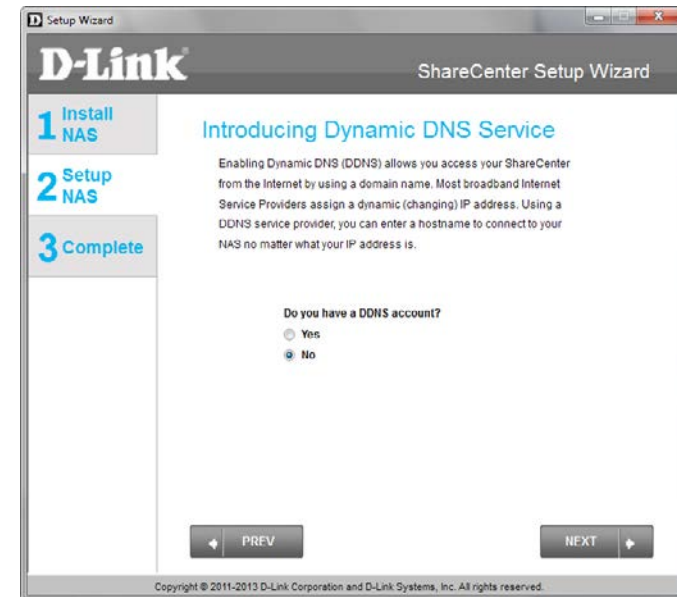 Setup Wizard
D-Link
ShareCenter Setup Wizard
1 Install NAS
2 Setup NAS
3 Complete
Introducing Dynamic DNS Service
Enabling Dynamic DNS (DDNS) allows you access your ShareCenter
from the Internet by using a domain name. Most broadband Internet
Service Providers assign a dynamic (changing) IP address. Using a
DDNS service provider, you can enter a hostname to connect to your
NAS no matter what your IP address is.
Do you have a DDNS account?
Yes
No
PREV
NEXT
Copyright © 2011-2013 D-Link Corporation and D-Link Systems, Inc. All rights reserved.